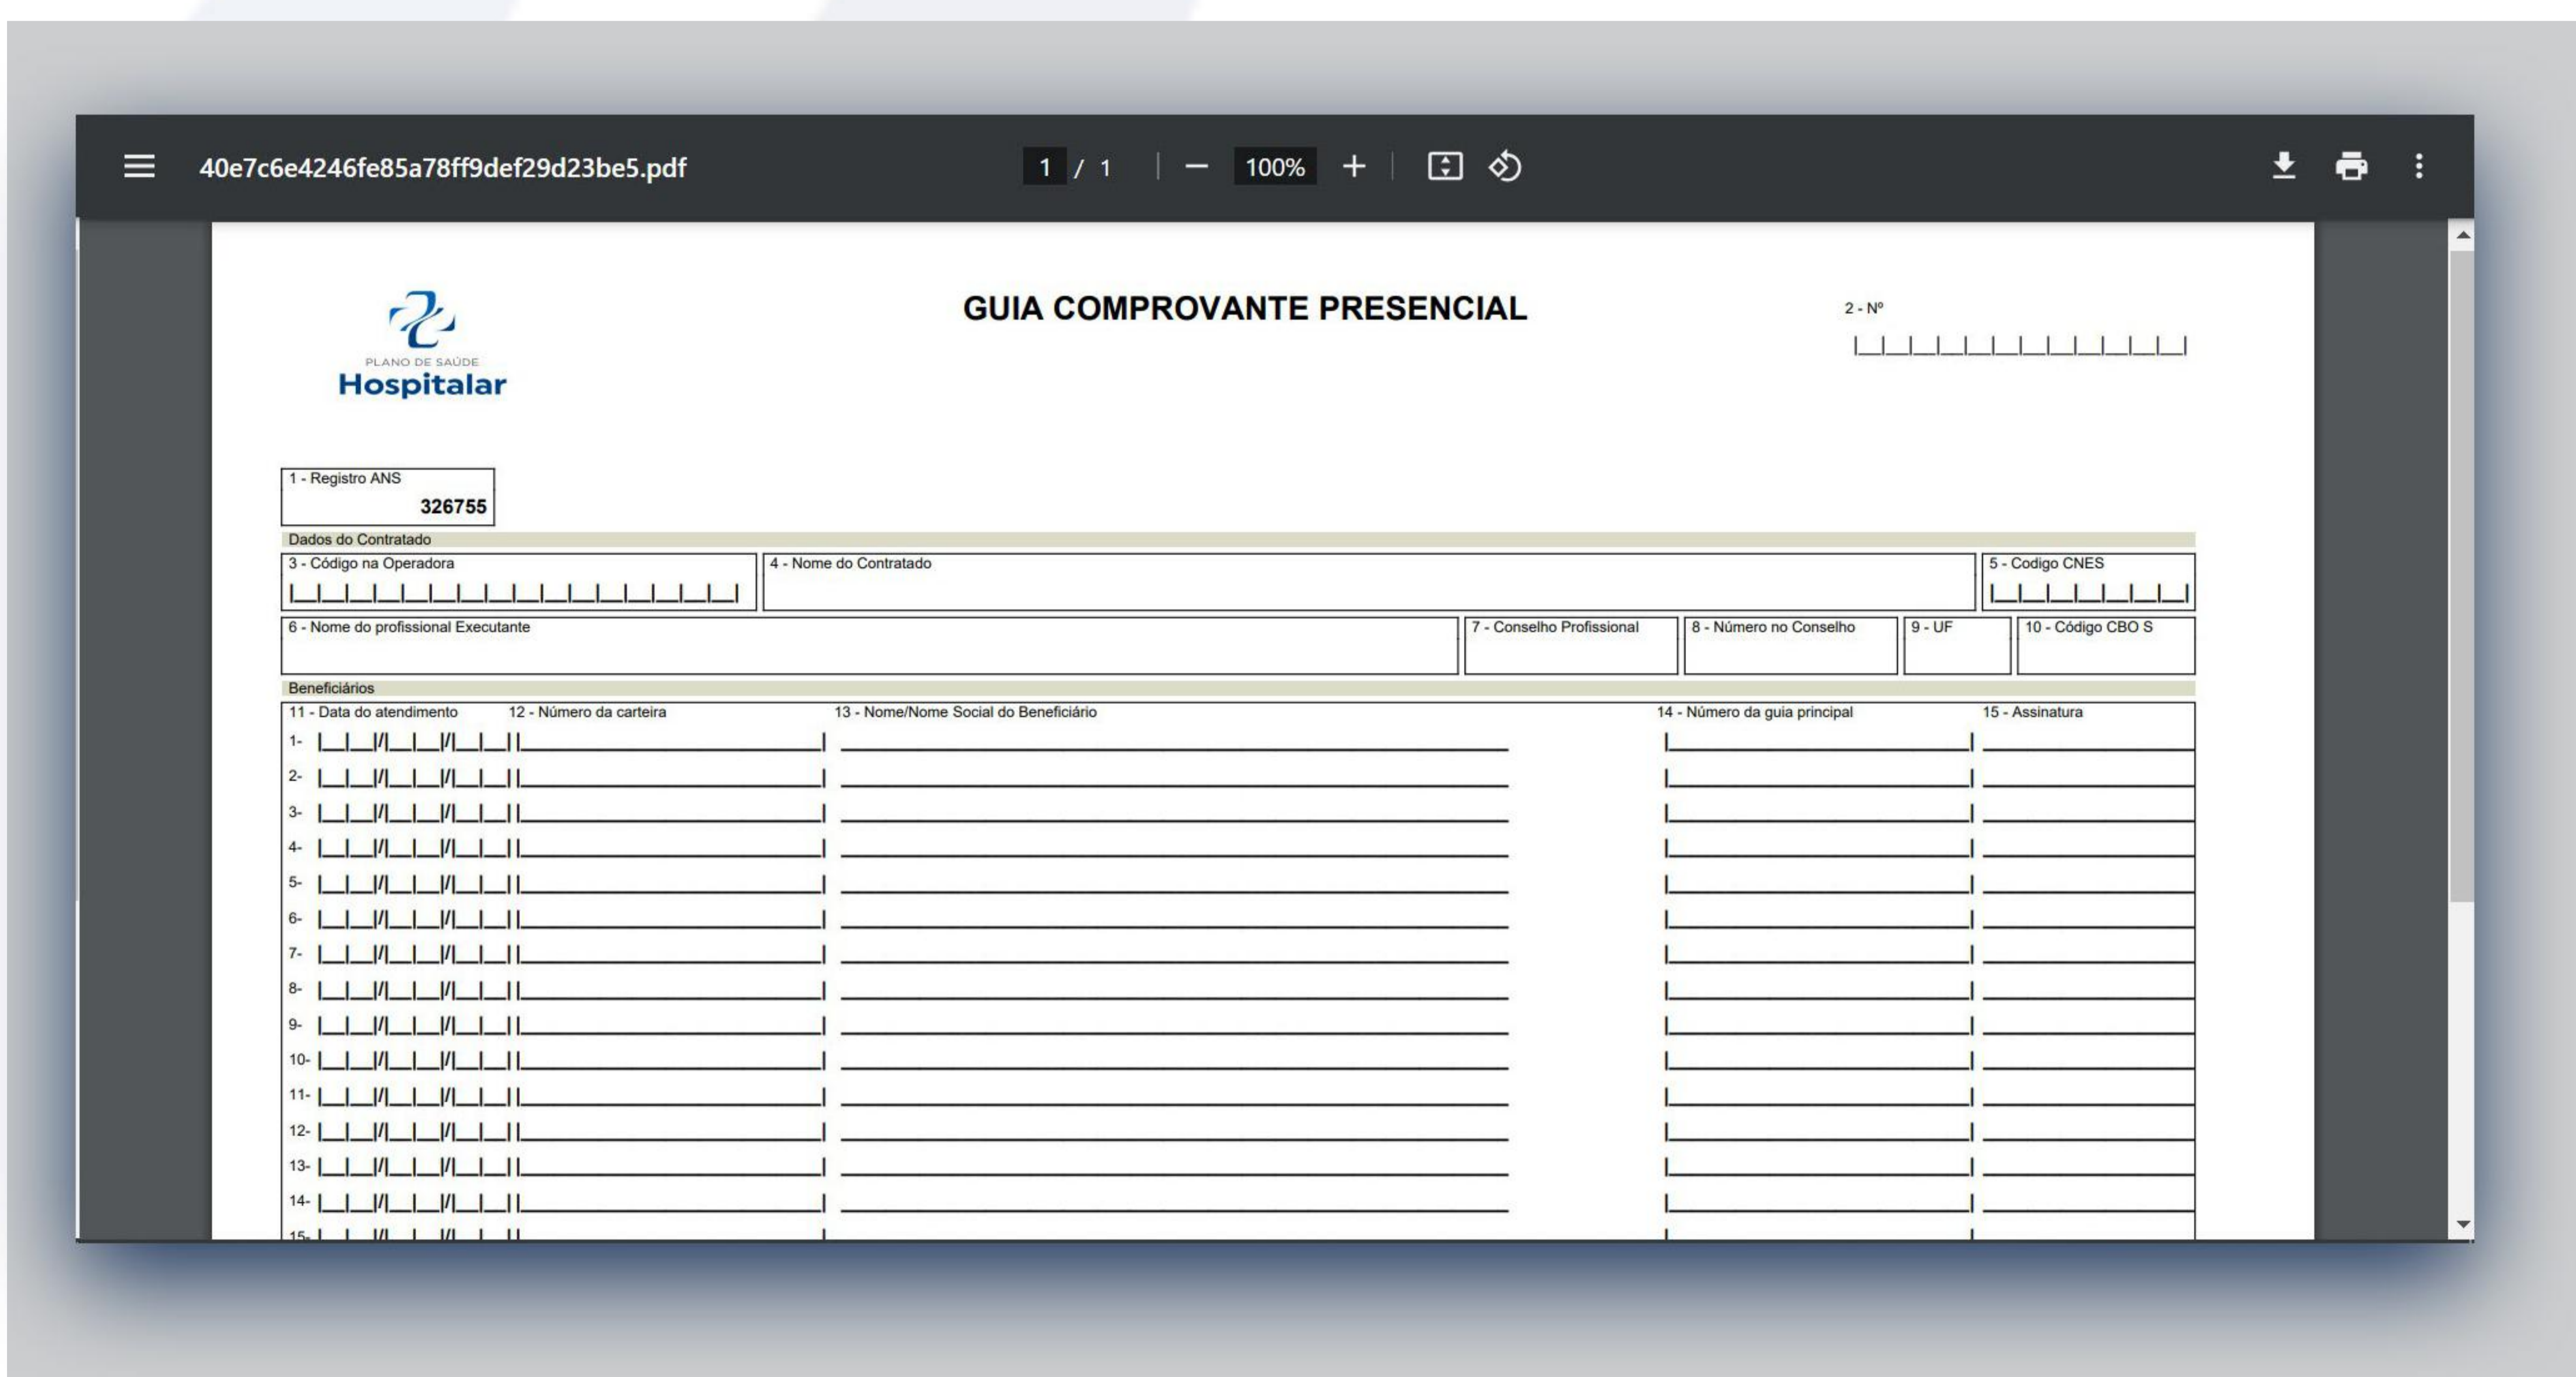 40e7c6e4246fe85a78ff9def29d23be5.pdf 1 / 1 100%
GUIA COMPROVANTE PRESENCIAL
2 - Nº
PLANO DE SAÚDE
Hospitalar
1 - Registro ANS
326755
Dados do Contratado
3 - Código na Operadora 4 - Nome do Contratado 5 - Codigo CNES
6 - Nome do profissional Executante 7 - Conselho Profissional 8 - Número no Conselho 9 - UF 10 - Código CBO S
Beneficiários
11 - Data do atendimento 12 - Número da carteira 13 - Nome/Nome Social do Beneficiário 14 - Número da guia principal 15 - Assinatura
1-
2-
3-
4-
5-
6-
7-
8-
9-
10-
11-
12-
13-
14-
15-